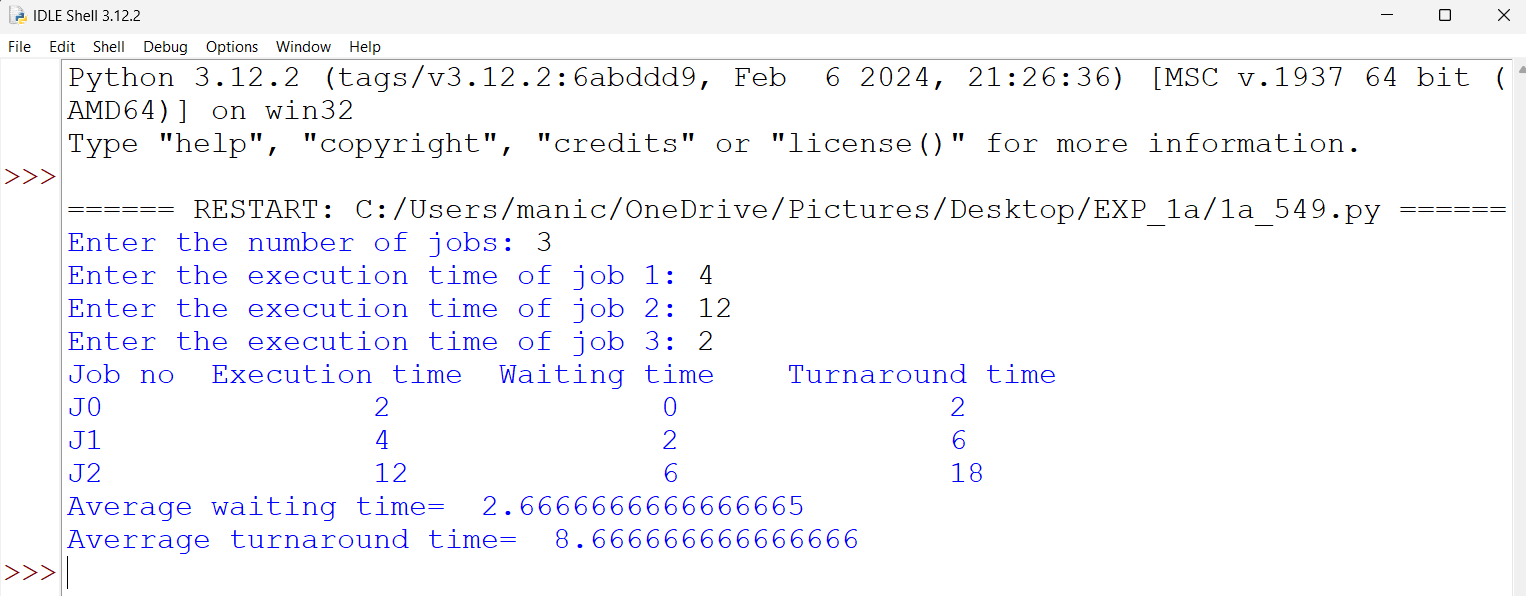 IDLE Shell 3.12.2
File Edit Shell Debug Options Window Help
Python 3.12.2 (tags/v3.12.2:6abddd9, Feb  6 2024, 21:26:36) [MSC v.1937 64 bit (
AMD64)] on win32
Type "help", "copyright", "credits" or "license()" for more information.
>>>
====== RESTART: C:/Users/manic/OneDrive/Pictures/Desktop/EXP_1a/1a_549.py ======
Enter the number of jobs: 3
Enter the execution time of job 1: 4
Enter the execution time of job 2: 12
Enter the execution time of job 3: 2
Job no  Execution time  Waiting time    Turnaround time
J0               2               0               2
J1               4               2               6
J2               12              6               18
Average waiting time=  2.6666666666666665
Averrage turnaround time=  8.666666666666666
>>>